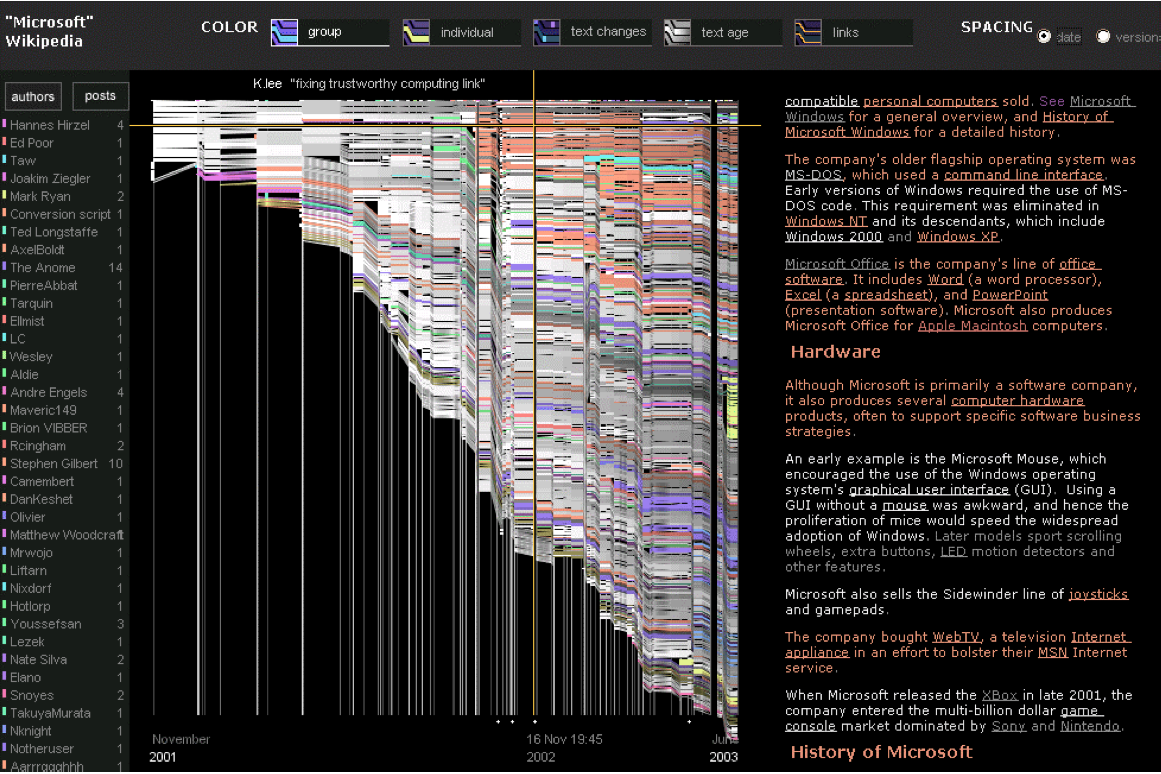 "Microsoft"
Wikipedia
COLOR
group
individual
text changes
text age
links
SPACING
date
versions
authors
posts
K.lee "fixing trustworthy computing link"
Hannes Hirzel 4
Ed Poor 1
Taw 1
Joakim Ziegler 1
Mark Ryan 2
Conversion script 1
Ted Longstaffe 1
AxelBoldt 1
The Anome 14
PierreAbbat 1
Tarquin 1
Ellmist 1
LC 1
Wesley 1
Aldie 1
Andre Engels 4
Maveric149 1
Brion VIBBER 1
Rcingham 2
Stephen Gilbert 10
Camembert 1
DanKeshet 1
Olivier 1
Matthew Woodcraft 1
Mrwojo 1
Liftarn 1
Nixdorf 1
Hotlorp 1
Youssefsan 3
Lezek 1
Nate Silva 2
Elano 1
Snoyes 2
TakuyaMurata 1
Nknight 1
Notheruser 1
Aarrrggghhh 1
November
2001
16 Nov 19:45
2002
June
2003
compatible personal computers sold. See Microsoft
Windows for a general overview, and History of
Microsoft Windows for a detailed history.
The company's older flagship operating system was
MS-DOS, which used a command line interface.
Early versions of Windows required the use of MS-
DOS code. This requirement was eliminated in
Windows NT and its descendants, which include
Windows 2000 and Windows XP.
Microsoft Office is the company's line of office
software. It includes Word (a word processor),
Excel (a spreadsheet), and PowerPoint
(presentation software). Microsoft also produces
Microsoft Office for Apple Macintosh computers.
Hardware
Although Microsoft is primarily a software company,
it also produces several computer hardware
products, often to support specific software business
strategies.
An early example is the Microsoft Mouse, which
encouraged the use of the Windows operating
system's graphical user interface (GUI). Using a
GUI without a mouse was awkward, and hence the
proliferation of mice would speed the widespread
adoption of Windows. Later models sport scrolling
wheels, extra buttons, LED motion detectors and
other features.
Microsoft also sells the Sidewinder line of joysticks
and gamepads.
The company bought WebTV, a television Internet
appliance in an effort to bolster their MSN Internet
service.
When Microsoft released the XBox in late 2001, the
company entered the multi-billion dollar game
console market dominated by Sony and Nintendo.
History of Microsoft